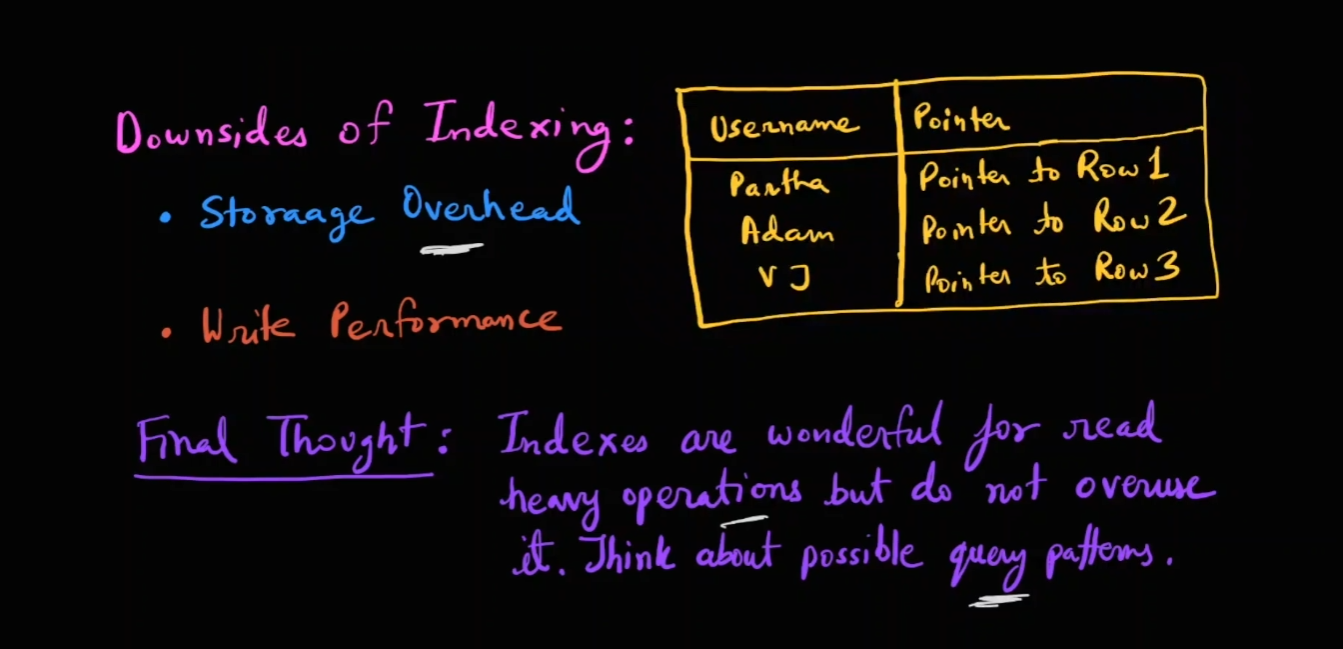 Downsides of Indexing:
• Storaage Overhead
• Write Performance
Username Pointer
Partha Pointer to Row 1
Adam Pointer to Row 2
VJ Pointer to Row 3
Final Thought: Indexes are wonderful for read
heavy operations but do not overuse
it. Think about possible query patterns.